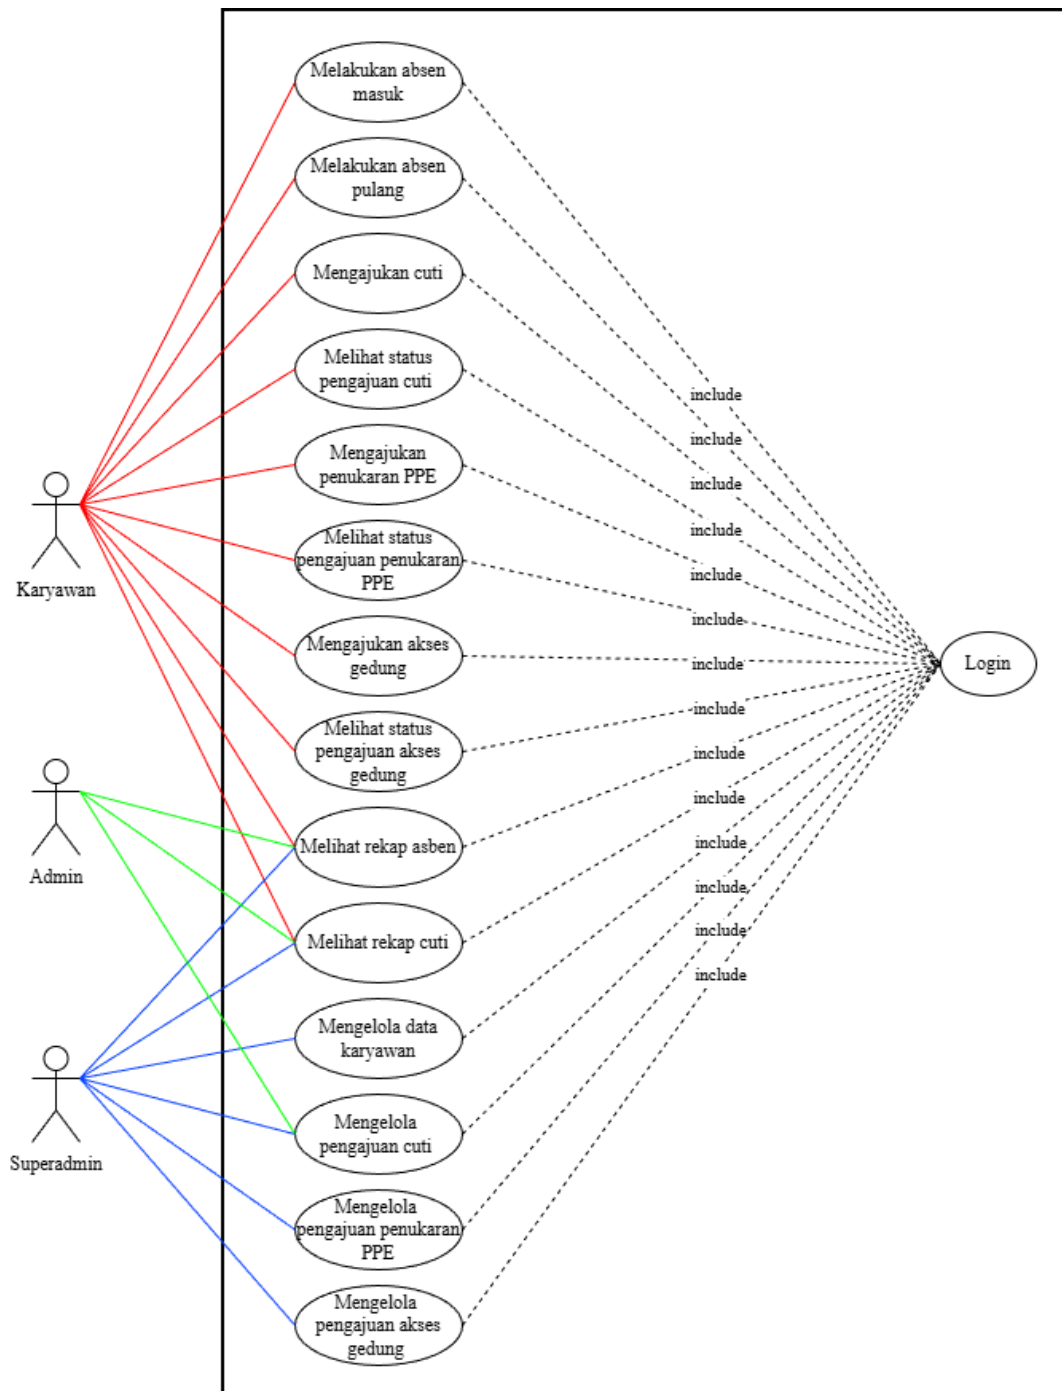 Melakukan absen
masuk
Melakukan absen
pulang
Mengajukan cuti
Melihat status
pengajuan cuti
Mengajukan
penukaran PPE
Melihat status
pengajuan penukaran
PPE
Mengajukan akses
gedung
Melihat status
pengajuan akses
gedung
Melihat rekap asben
Melihat rekap cuti
Mengelola data
karyawan
Mengelola
pengajuan cuti
Mengelola
pengajuan penukaran
PPE
Mengelola
pengajuan akses
gedung
Karyawan
Admin
Superadmin
include
include
include
include
include
include
include
include
include
include
include
include
include
include
Login